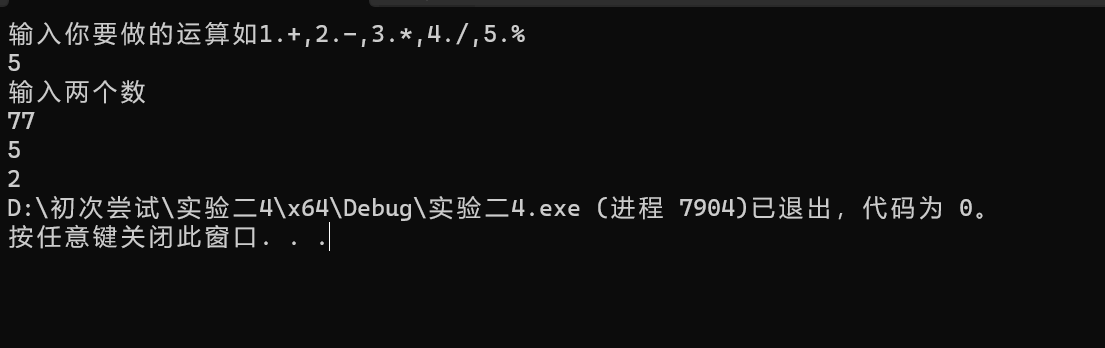 输入你要做的运算如1.+,2.-,3.*,4./,5.%
5
输入两个数
77
5
2
D:\初次尝试\实验二4\x64\Debug\实验二4.exe (进程 7904)已退出，代码为 0。
按任意键关闭此窗口. . .